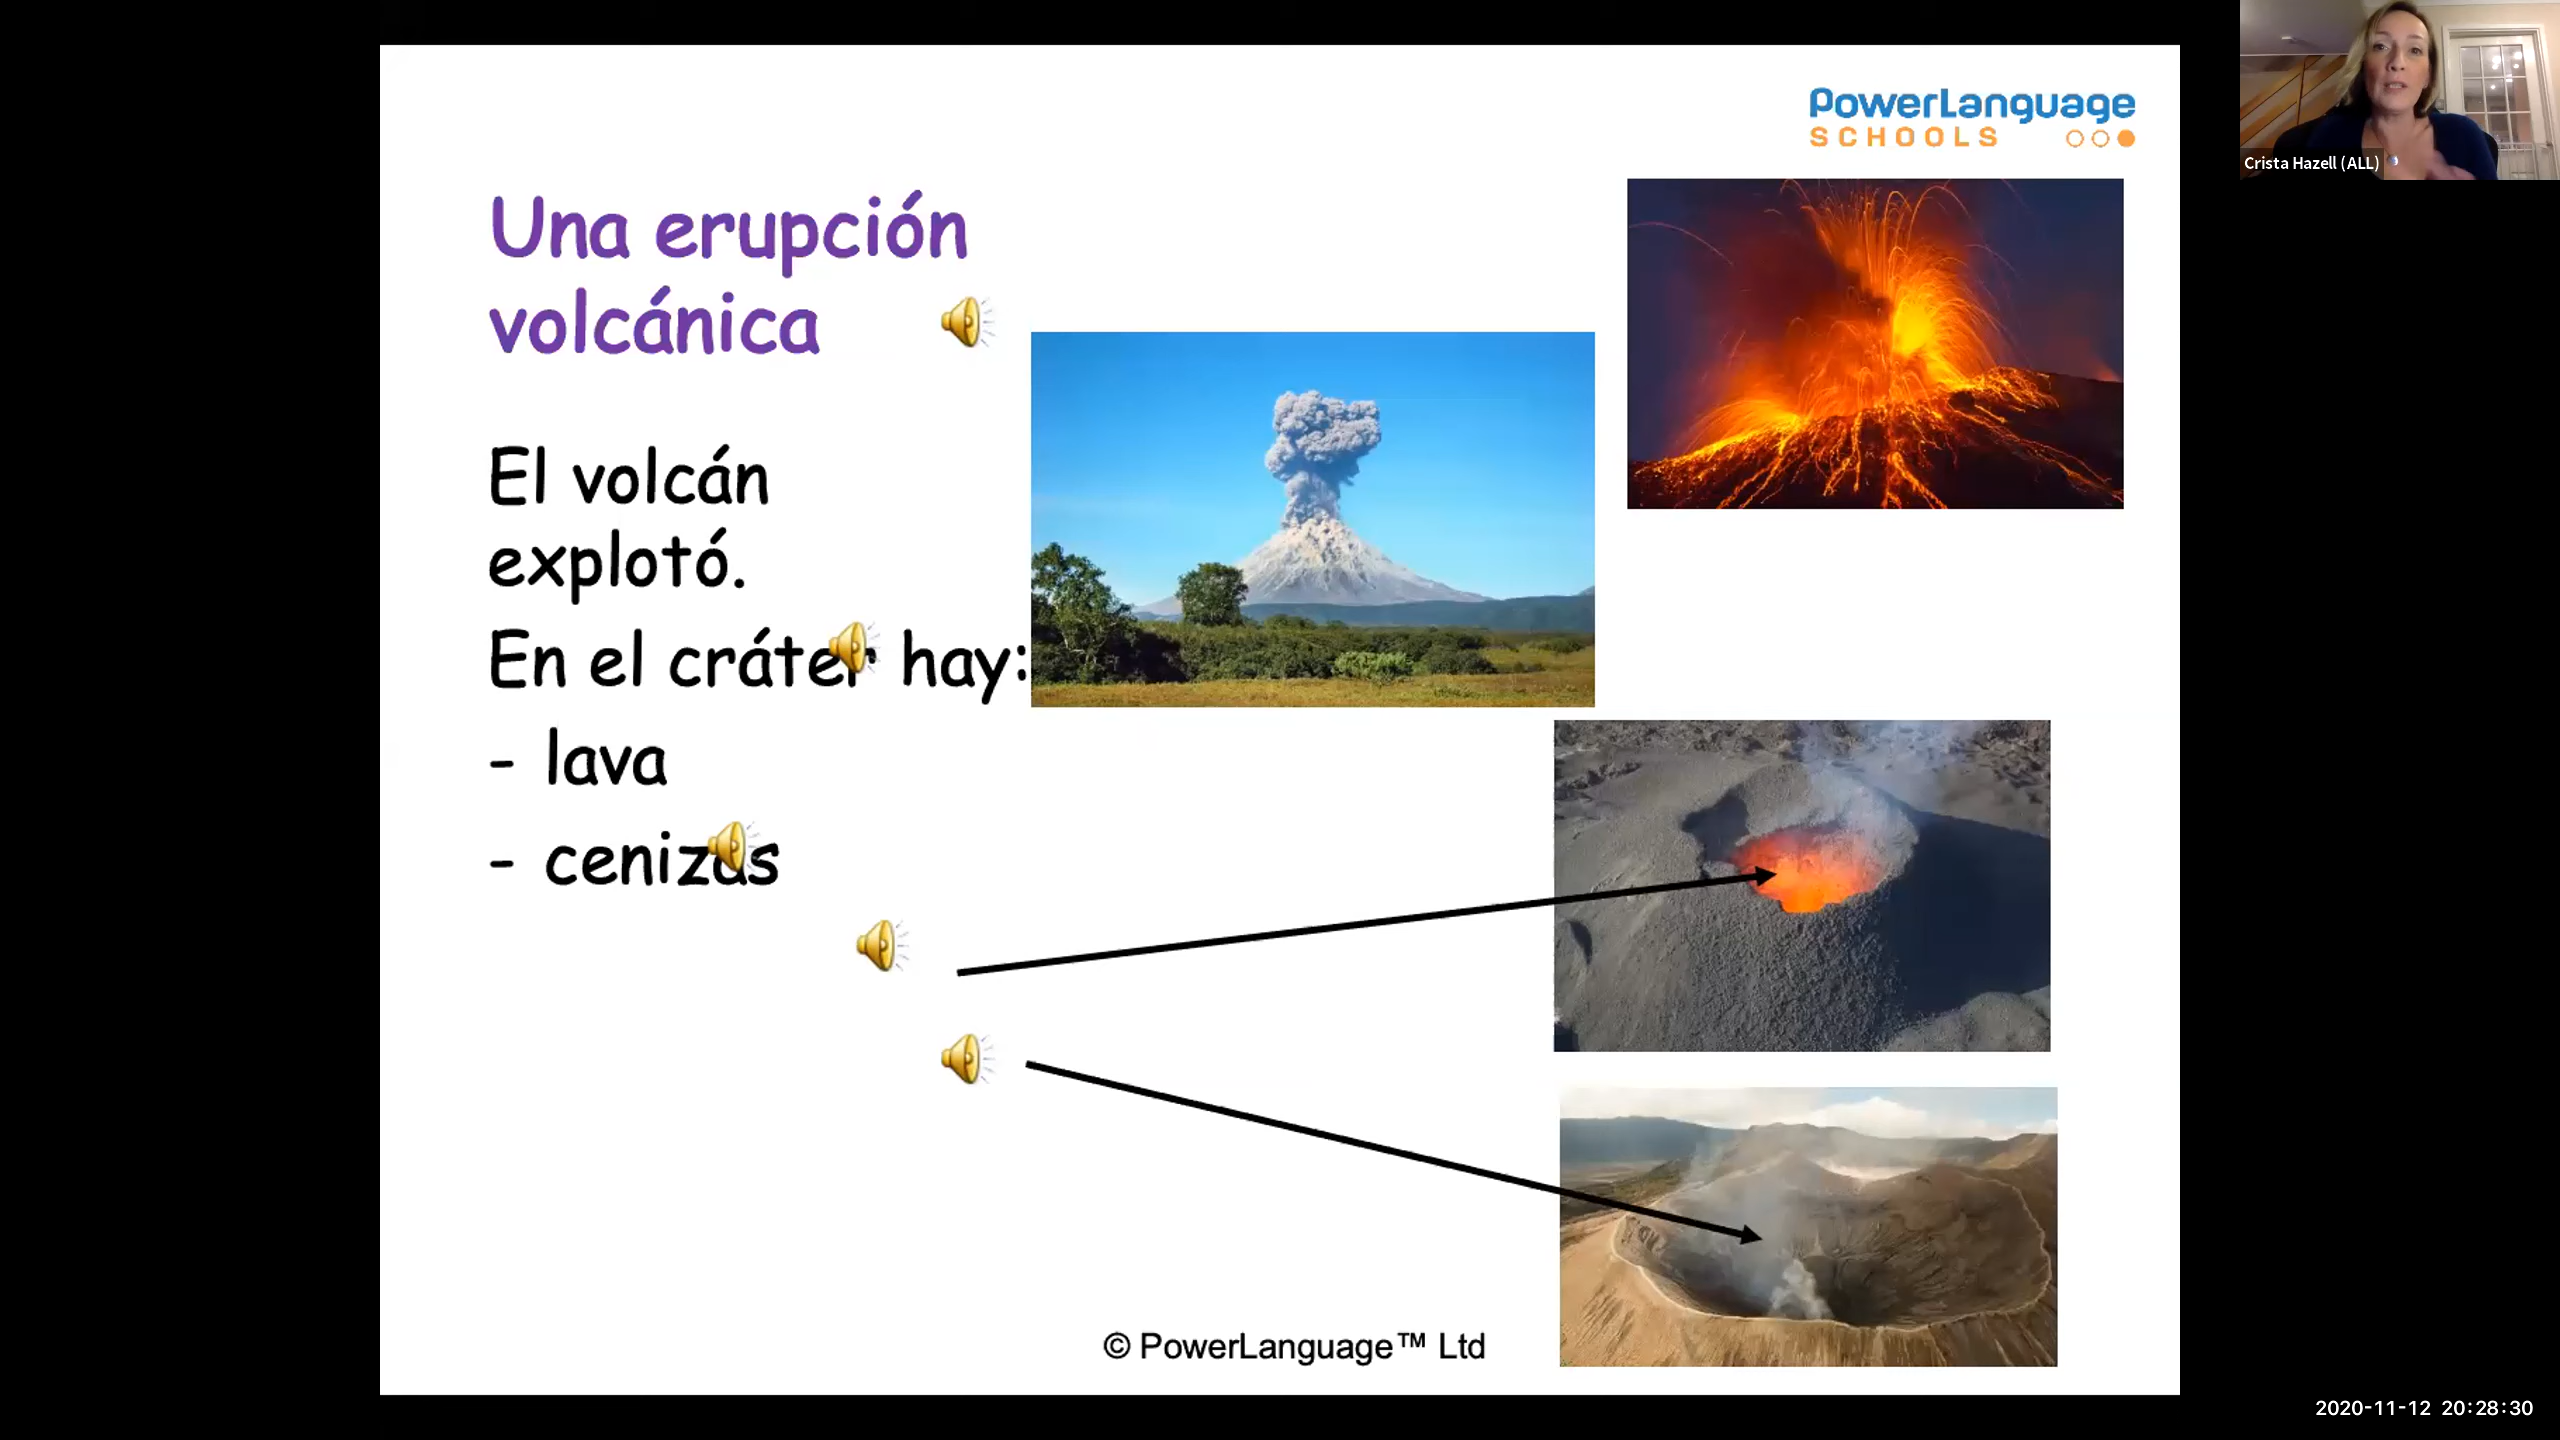 PowerLanguage
SCHOOLS
Crista Hazell (ALL)
Una erupción
volcánica
El volcán
explotó.
En el cráter hay:
- lava
- cenizas
© PowerLanguage™ Ltd
2020-11-12 20:28:30